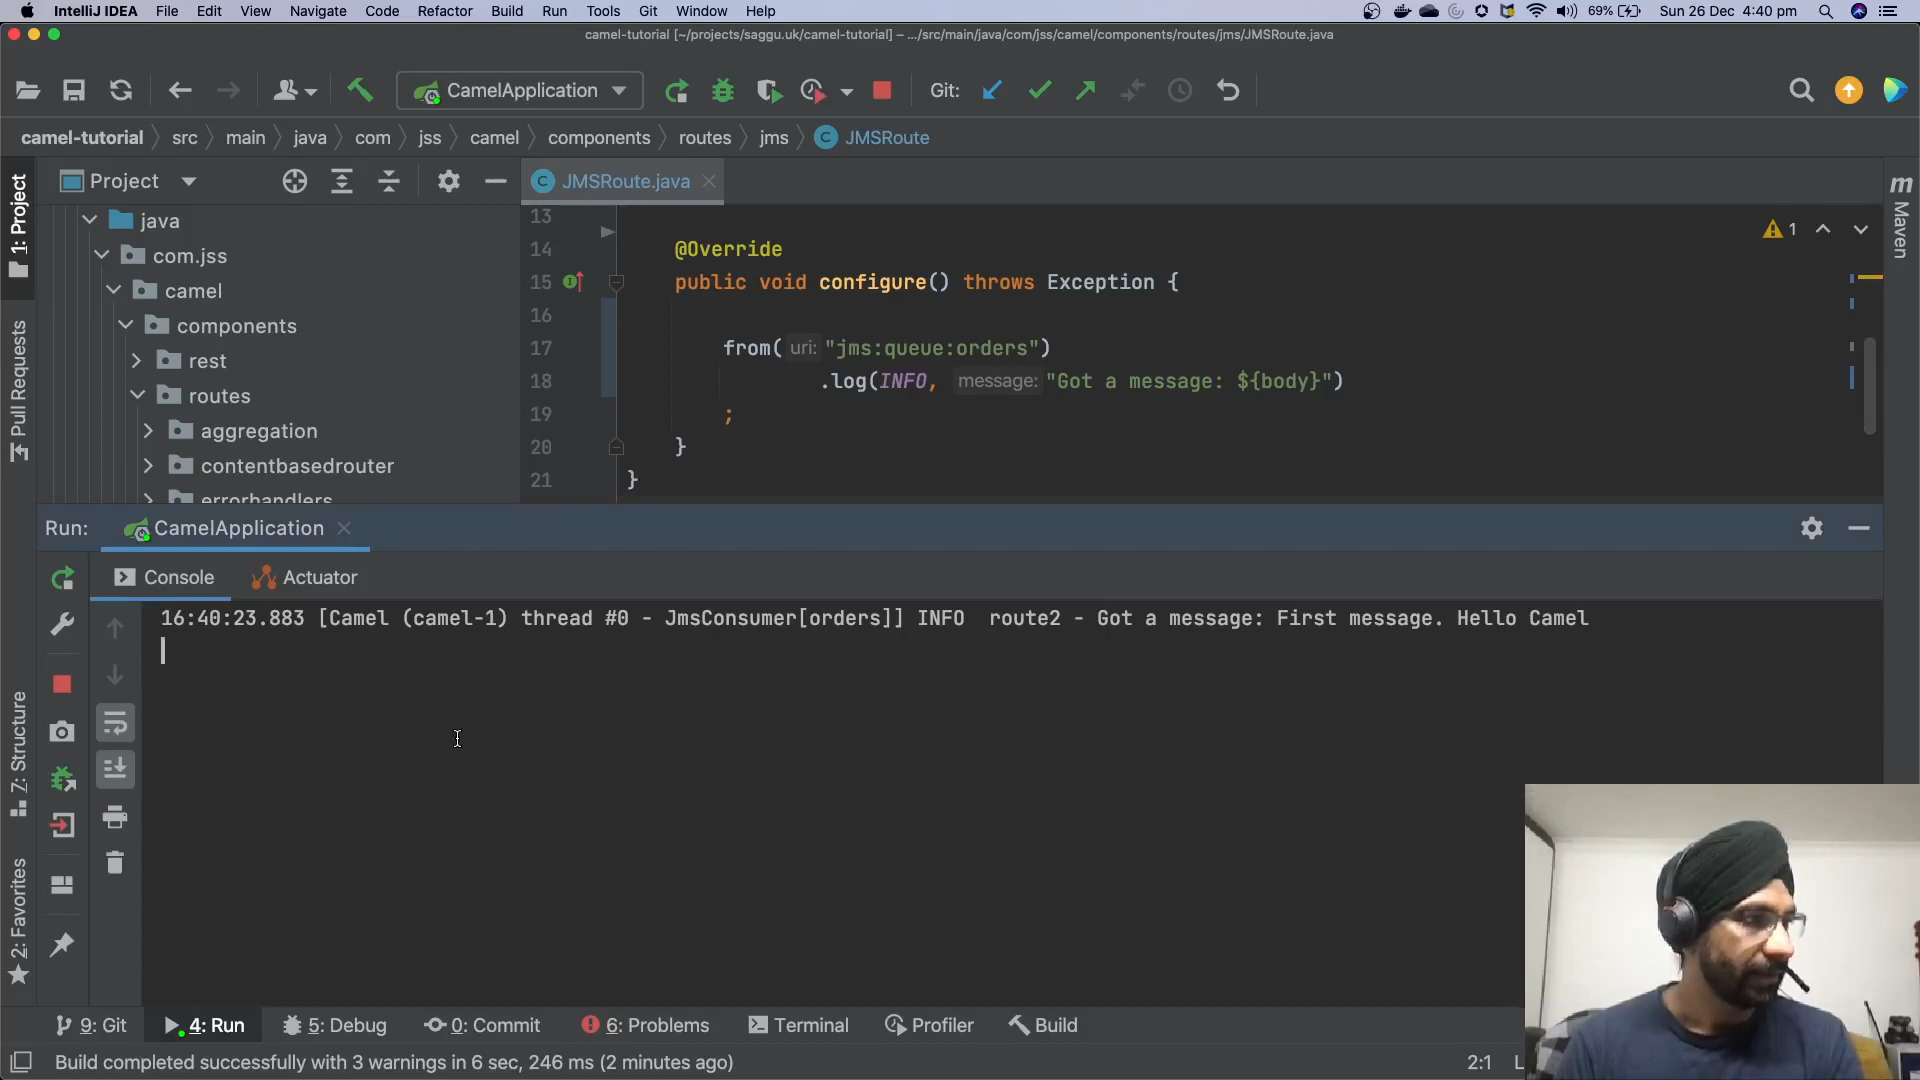 IntelliJ IDEA File Edit View Navigate Code Refactor Build Run Tools Git Window Help 69% Sun 26 Dec 4:40 pm
camel-tutorial [~/projects/saggu.uk/camel-tutorial] – .../src/main/java/com/jss/camel/components/routes/jms/JMSRoute.java
CamelApplication Git:
camel-tutorial src main java com jss camel components routes jms C JMSRoute
1: Project
Pull Requests
Z: Structure
2: Favorites
Project
java
com.jss
camel
components
rest
routes
aggregation
contentbasedrouter
errorhandlers
C JMSRoute.java
13
14 @Override
15 public void configure() throws Exception {
16
17 from( uri: "jms:queue:orders")
18 .log(INFO, message: "Got a message: ${body}")
19 ;
20 }
21 }
1
m Maven
Run: CamelApplication
Console Actuator
16:40:23.883 [Camel (camel-1) thread #0 - JmsConsumer[orders]] INFO  route2 - Got a message: First message. Hello Camel
9: Git 4: Run 5: Debug 0: Commit 6: Problems Terminal Profiler Build
Build completed successfully with 3 warnings in 6 sec, 246 ms (2 minutes ago) 2:1 L